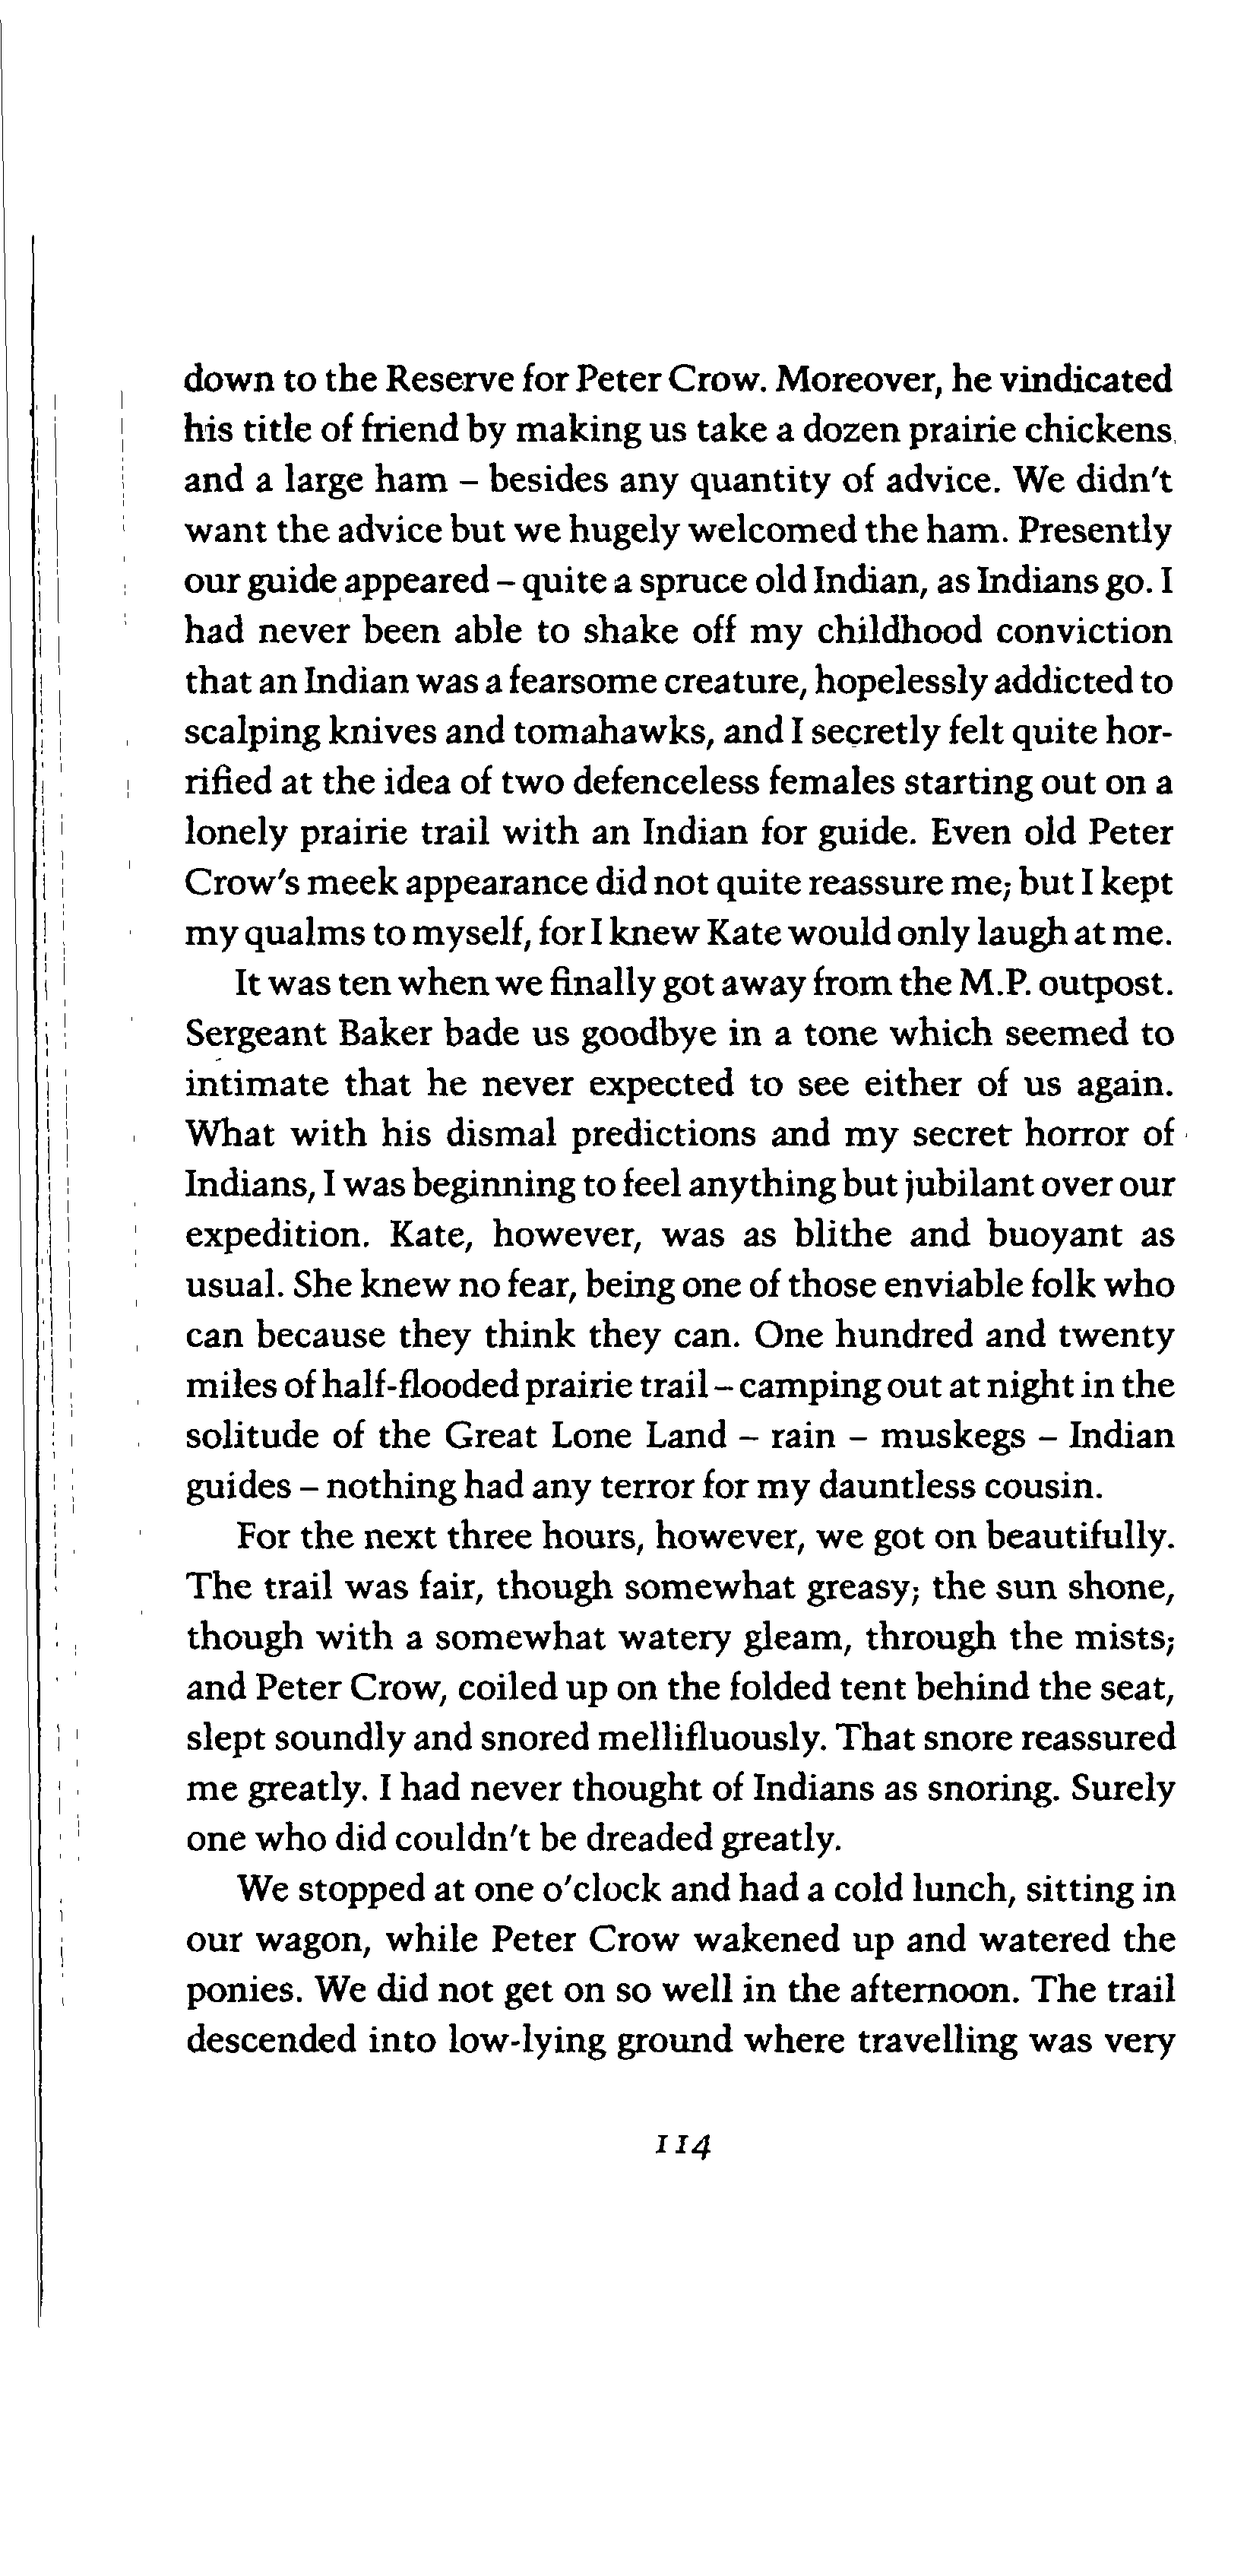 down to the Reserve for Peter Crow. Moreover, he vindicated
his title of friend by making us take a dozen prairie chickens
and a large ham – besides any quantity of advice. We didn't
want the advice but we hugely welcomed the ham. Presently
our guide appeared – quite a spruce old Indian, as Indians go. I
had never been able to shake off my childhood conviction
that an Indian was a fearsome creature, hopelessly addicted to
scalping knives and tomahawks, and I secretly felt quite hor-
rified at the idea of two defenceless females starting out on a
lonely prairie trail with an Indian for guide. Even old Peter
Crow's meek appearance did not quite reassure me; but I kept
my qualms to myself, for I knew Kate would only laugh at me.
It was ten when we finally got away from the M.P. outpost.
Sergeant Baker bade us goodbye in a tone which seemed to
intimate that he never expected to see either of us again.
What with his dismal predictions and my secret horror of
Indians, I was beginning to feel anything but jubilant over our
expedition. Kate, however, was as blithe and buoyant as
usual. She knew no fear, being one of those enviable folk who
can because they think they can. One hundred and twenty
miles of half-flooded prairie trail – camping out at night in the
solitude of the Great Lone Land – rain – muskegs – Indian
guides – nothing had any terror for my dauntless cousin.
For the next three hours, however, we got on beautifully.
The trail was fair, though somewhat greasy; the sun shone,
though with a somewhat watery gleam, through the mists;
and Peter Crow, coiled up on the folded tent behind the seat,
slept soundly and snored mellifluously. That snore reassured
me greatly. I had never thought of Indians as snoring. Surely
one who did couldn't be dreaded greatly.
We stopped at one o'clock and had a cold lunch, sitting in
our wagon, while Peter Crow wakened up and watered the
ponies. We did not get on so well in the afternoon. The trail
descended into low-lying ground where travelling was very
114